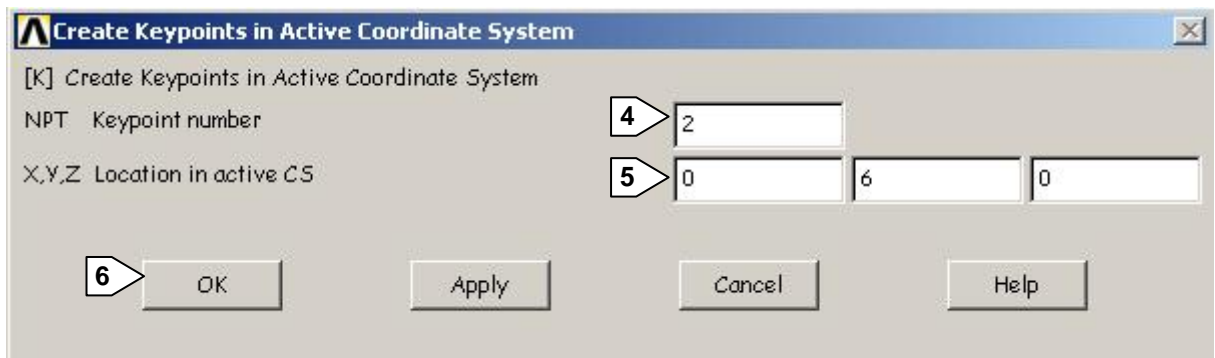 Create Keypoints in Active Coordinate System
[K] Create Keypoints in Active Coordinate System
NPT Keypoint number 4 2
X,Y,Z Location in active CS 5 0 6 0
6 OK Apply Cancel Help